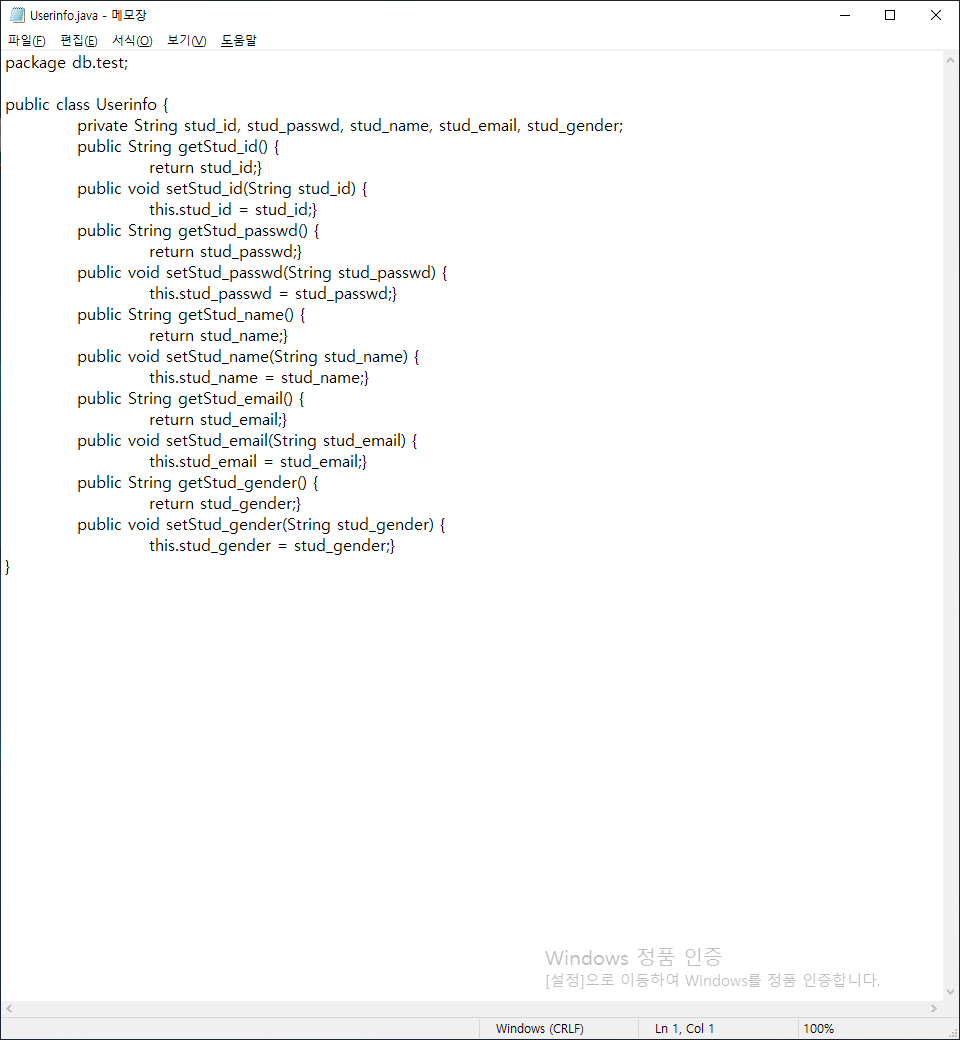 Userinfo.java - 메모장
파일(F) 편집(E) 서식(O) 보기(V) 도움말
package db.test;
public class Userinfo {
private String stud_id, stud_passwd, stud_name, stud_email, stud_gender;
public String getStud_id() {
return stud_id;}
public void setStud_id(String stud_id) {
this.stud_id = stud_id;}
public String getStud_passwd() {
return stud_passwd;}
public void setStud_passwd(String stud_passwd) {
this.stud_passwd = stud_passwd;}
public String getStud_name() {
return stud_name;}
public void setStud_name(String stud_name) {
this.stud_name = stud_name;}
public String getStud_email() {
return stud_email;}
public void setStud_email(String stud_email) {
this.stud_email = stud_email;}
public String getStud_gender() {
return stud_gender;}
public void setStud_gender(String stud_gender) {
this.stud_gender = stud_gender;}
}
Windows 정품 인증
[설정]으로 이동하여 Windows를 정품 인증합니다.
Windows (CRLF) Ln 1, Col 1 100%